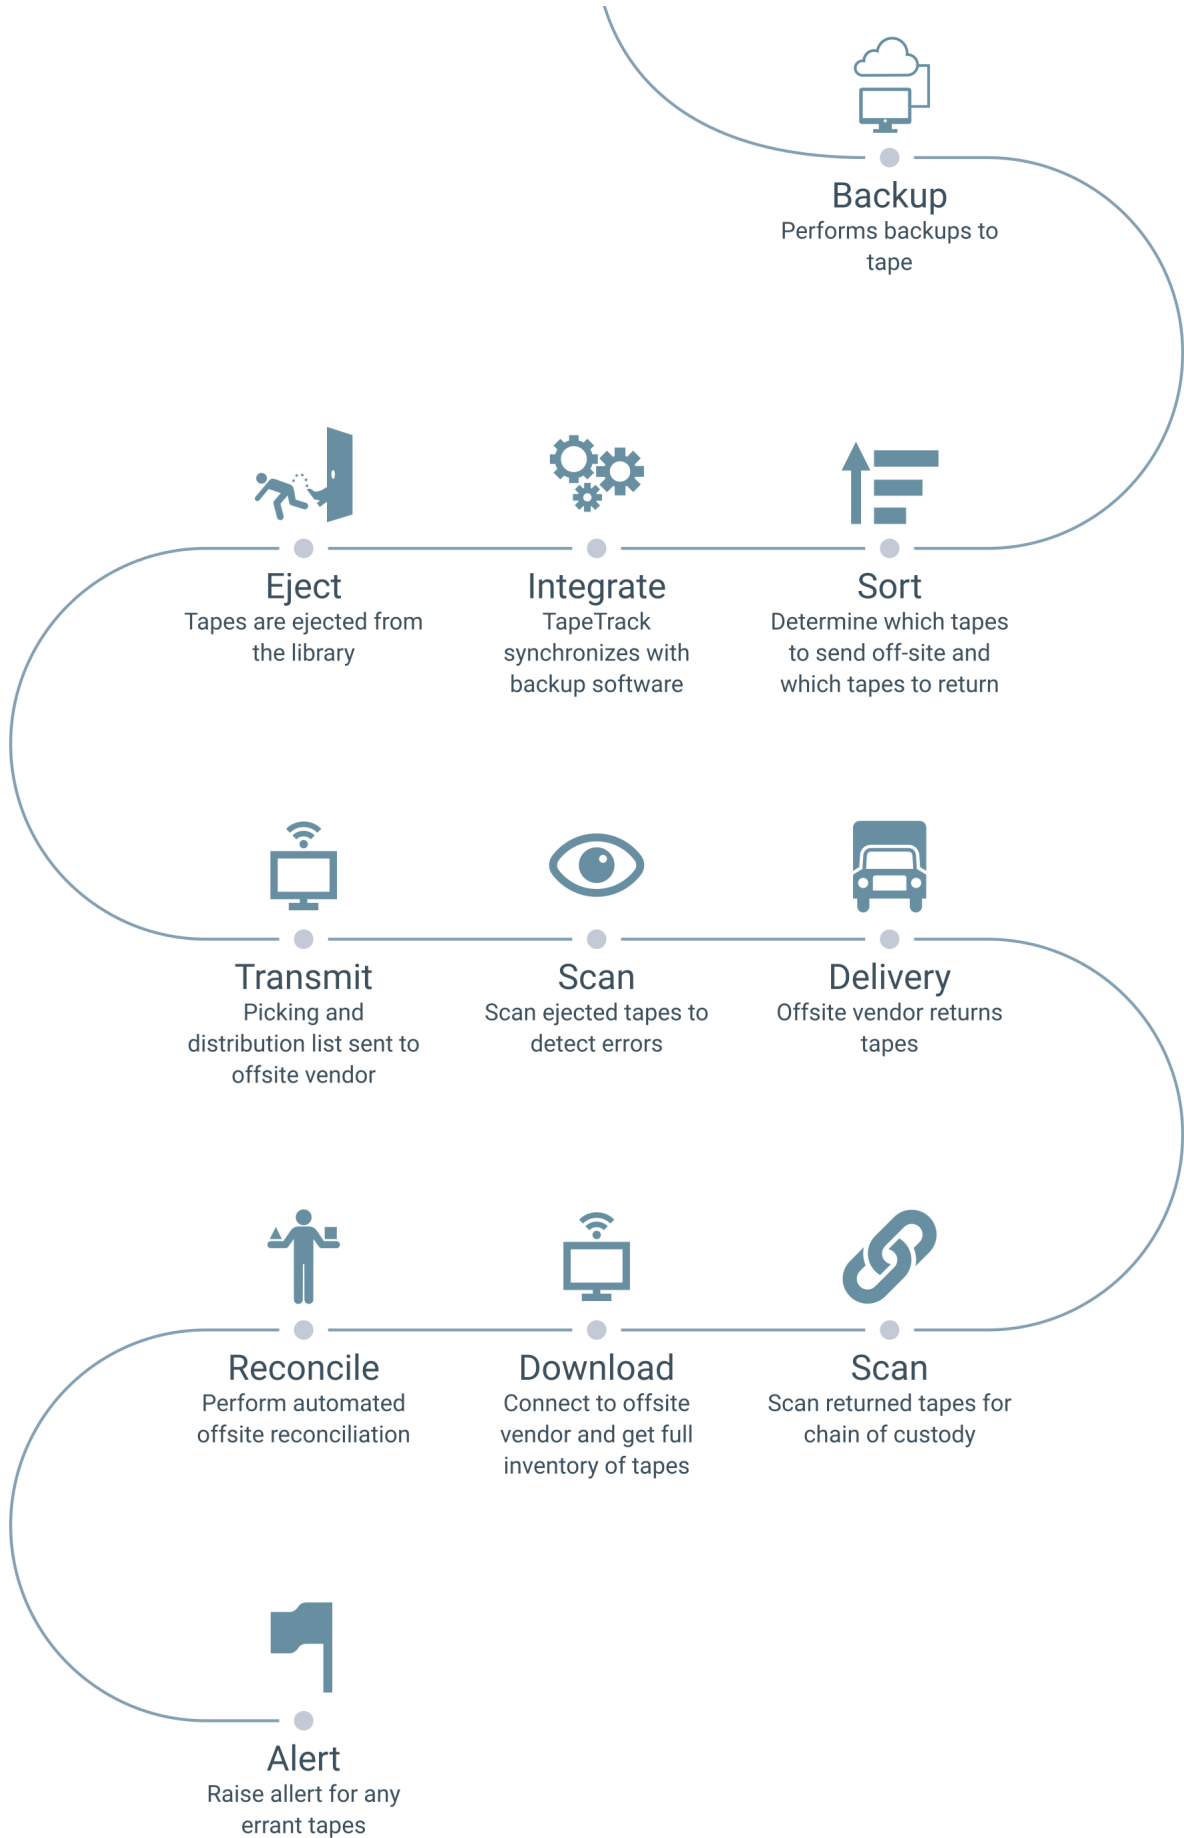 Backup
Performs backups to
tape
Sort
Determine which tapes
to send off-site and
which tapes to return
Integrate
TapeTrack
synchronizes with
backup software
Eject
Tapes are ejected from
the library
Transmit
Picking and
distribution list sent to
offsite vendor
Scan
Scan ejected tapes to
detect errors
Delivery
Offsite vendor returns
tapes
Scan
Scan returned tapes for
chain of custody
Download
Connect to offsite
vendor and get full
inventory of tapes
Reconcile
Perform automated
offsite reconciliation
Alert
Raise allert for any
errant tapes